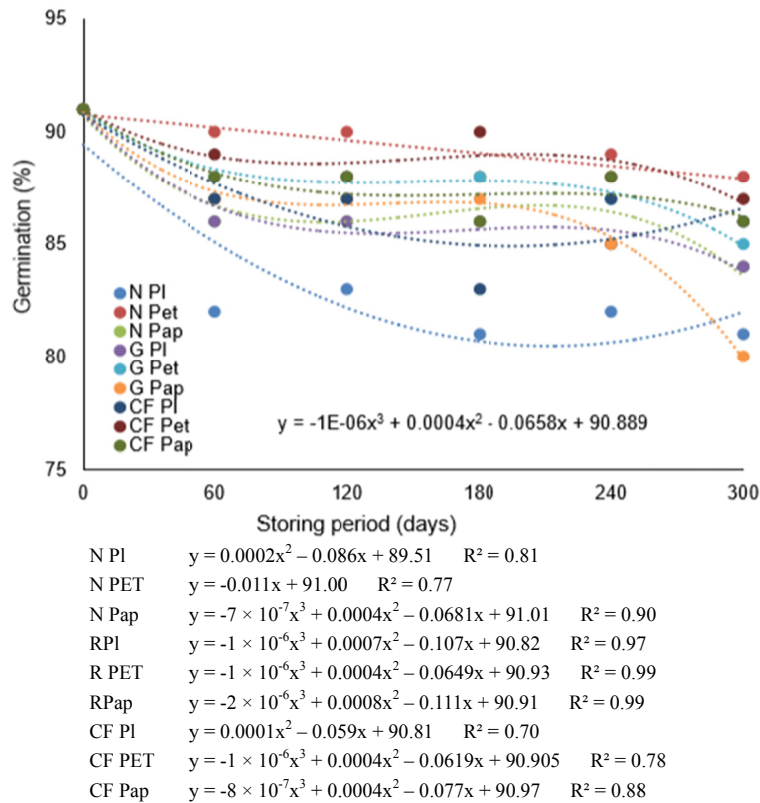 95
90
85
80
75
Germination (%)
N Pl
N Pet
N Pap
G Pl
G Pet
G Pap
CF Pl
CF Pet
CF Pap
y = -1E-06x³ + 0.0004x² - 0.0658x + 90.889
0 60 120 180 240 300
Storing period (days)
N Pl y = 0.0002x² – 0.086x + 89.51 R² = 0.81
N PET y = -0.011x + 91.00 R² = 0.77
N Pap y = -7 × 10⁻⁷x³ + 0.0004x² – 0.0681x + 91.01 R² = 0.90
RPl y = -1 × 10⁻⁶x³ + 0.0007x² – 0.107x + 90.82 R² = 0.97
R PET y = -1 × 10⁻⁶x³ + 0.0004x² – 0.0649x + 90.93 R² = 0.99
RPap y = -2 × 10⁻⁶x³ + 0.0008x² – 0.111x + 90.91 R² = 0.99
CF Pl y = 0.0001x² – 0.059x + 90.81 R² = 0.70
CF PET y = -1 × 10⁻⁶x³ + 0.0004x² – 0.0619x + 90.905 R² = 0.78
CF Pap y = -8 × 10⁻⁷x³ + 0.0004x² – 0.077x + 90.97 R² = 0.88